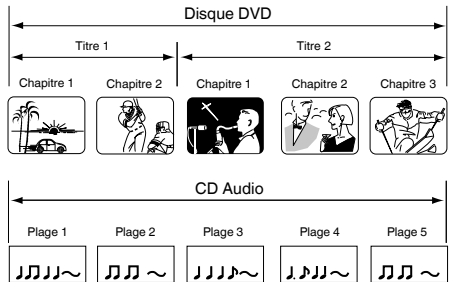 Disque DVD
Titre 1 Titre 2
Chapitre 1 Chapitre 2 Chapitre 1 Chapitre 2 Chapitre 3
CD Audio
Plage 1 Plage 2 Plage 3 Plage 4 Plage 5